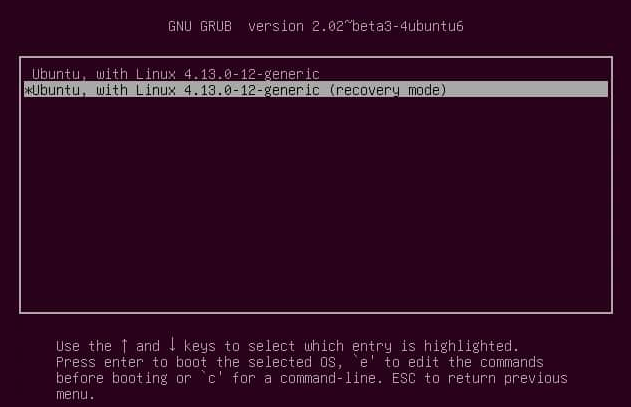 GNU GRUB  version 2.02~beta3-4ubuntu6
Ubuntu, with Linux 4.13.0-12-generic
*Ubuntu, with Linux 4.13.0-12-generic (recovery mode)
Use the ↑ and ↓ keys to select which entry is highlighted.
Press enter to boot the selected OS, `e' to edit the commands
before booting or `c' for a command-line. ESC to return previous
menu.